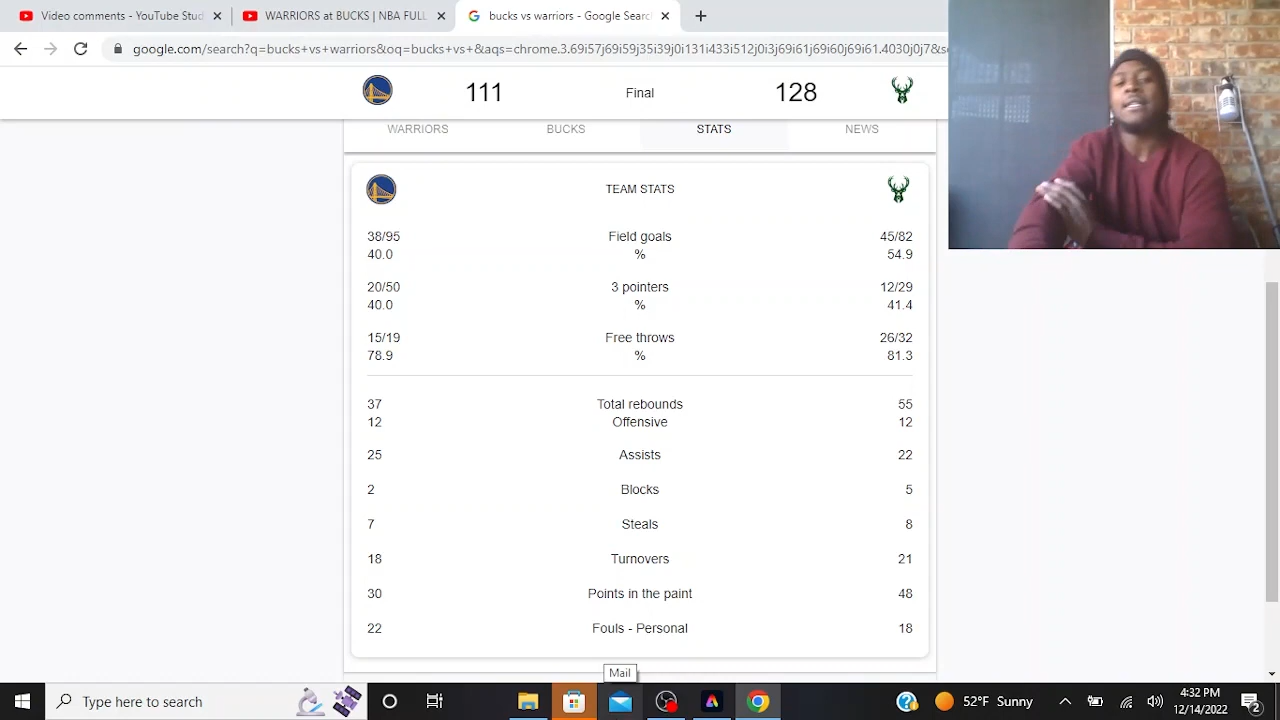 Video comments - YouTube Stud
WARRIORS at BUCKS | NBA FULL
bucks vs warriors - Google Search
google.com/search?q=bucks+vs+warriors&oq=bucks+vs+&aqs=chrome.3.69i57j69i59j35i39j0i131i433i512j0i3j69i61j69i60j69i61.4030j0j7&s
111 Final 128
WARRIORS BUCKS STATS NEWS
TEAM STATS
38/95 Field goals 45/82
40.0 % 54.9
20/50 3 pointers 12/29
40.0 % 41.4
15/19 Free throws 26/32
78.9 % 81.3
37 Total rebounds 55
12 Offensive 12
25 Assists 22
2 Blocks 5
7 Steals 8
18 Turnovers 21
30 Points in the paint 48
22 Fouls - Personal 18
Mail
Type here to search
52°F Sunny
4:32 PM
12/14/2022
2